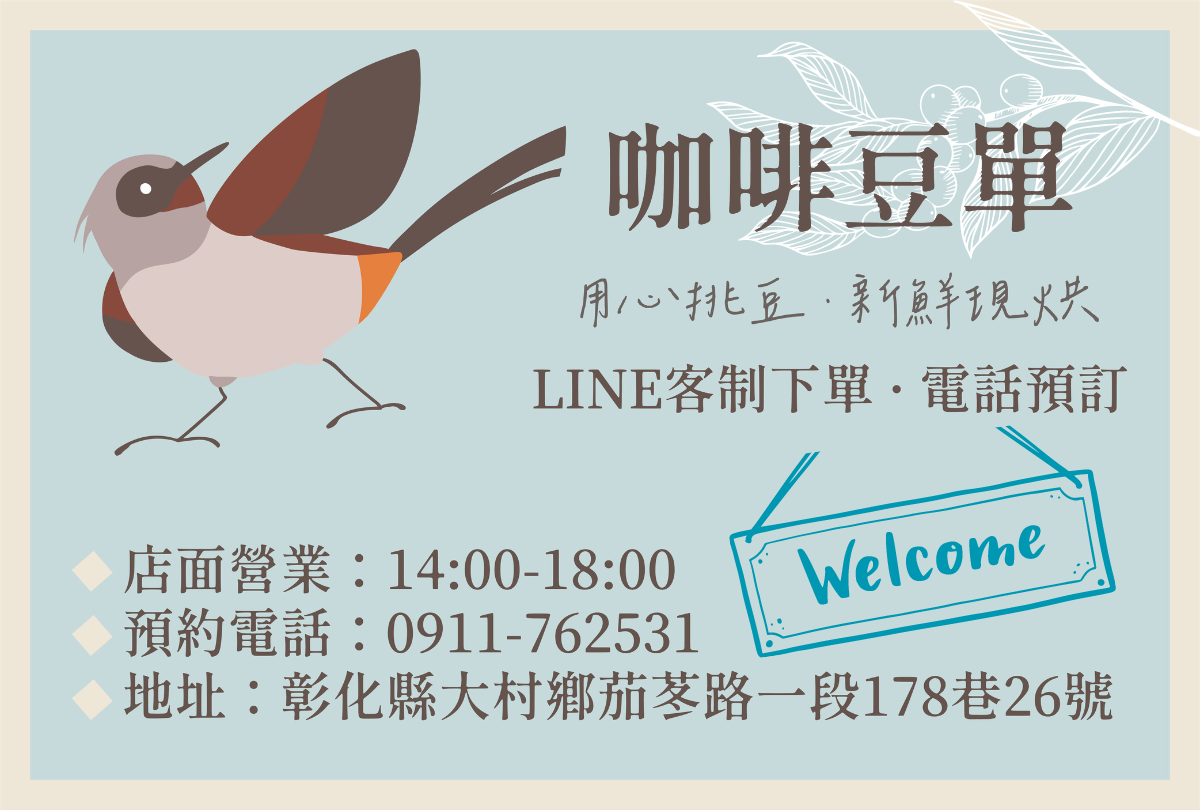 咖啡豆單
用心挑豆·新鮮現烘
LINE客制下單·電話預訂
Welcome
店面營業：14:00-18:00
預約電話：0911-762531
地址：彰化縣大村鄉茄苳路一段178巷26號